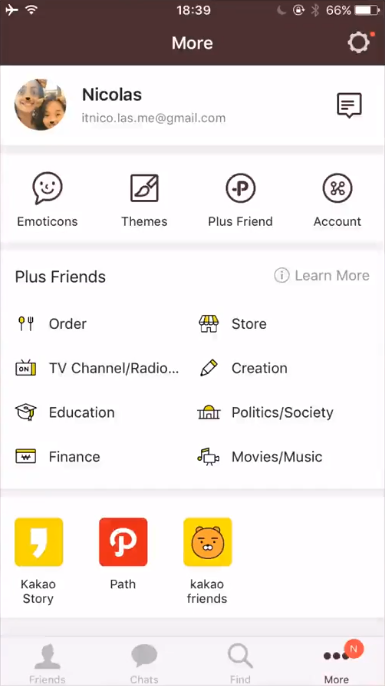 18:39
66%
More
Nicolas
itnico.las.me@gmail.com
Emoticons
Themes
Plus Friend
Account
Plus Friends
Learn More
Order
Store
ON
TV Channel/Radio...
Creation
Education
Politics/Society
₩
Finance
Movies/Music
Kakao
Story
Path
kakao
friends
N
Friends
Chats
Find
More